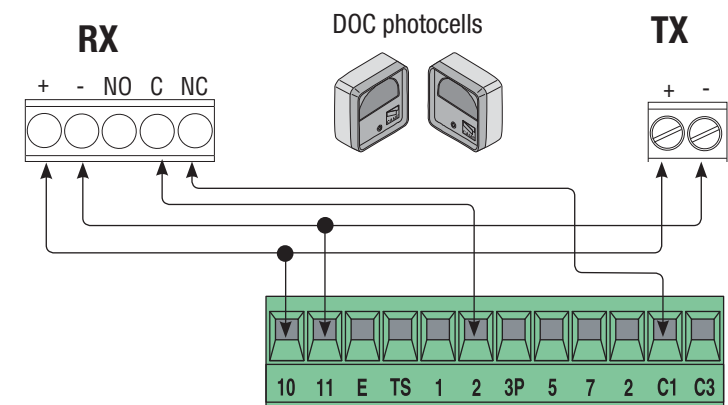 DOC photocells
RX
TX
+ - NO C NC
+ -
10 11 E TS 1 2 3P 5 7 2 C1 C3